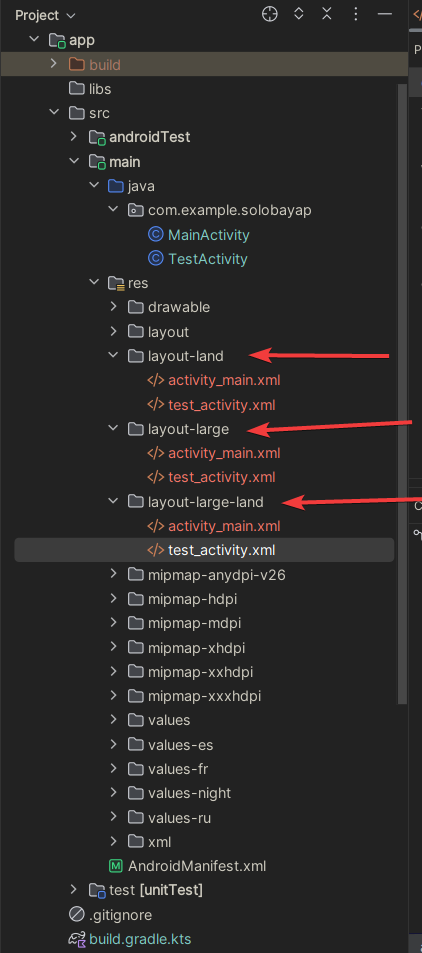 Project
app
build
libs
src
androidTest
main
java
com.example.solobayap
MainActivity
TestActivity
res
drawable
layout
layout-land
activity_main.xml
test_activity.xml
layout-large
activity_main.xml
test_activity.xml
layout-large-land
activity_main.xml
test_activity.xml
mipmap-anydpi-v26
mipmap-hdpi
mipmap-mdpi
mipmap-xhdpi
mipmap-xxhdpi
mipmap-xxxhdpi
values
values-es
values-fr
values-night
values-ru
xml
AndroidManifest.xml
test [unitTest]
.gitignore
build.gradle.kts